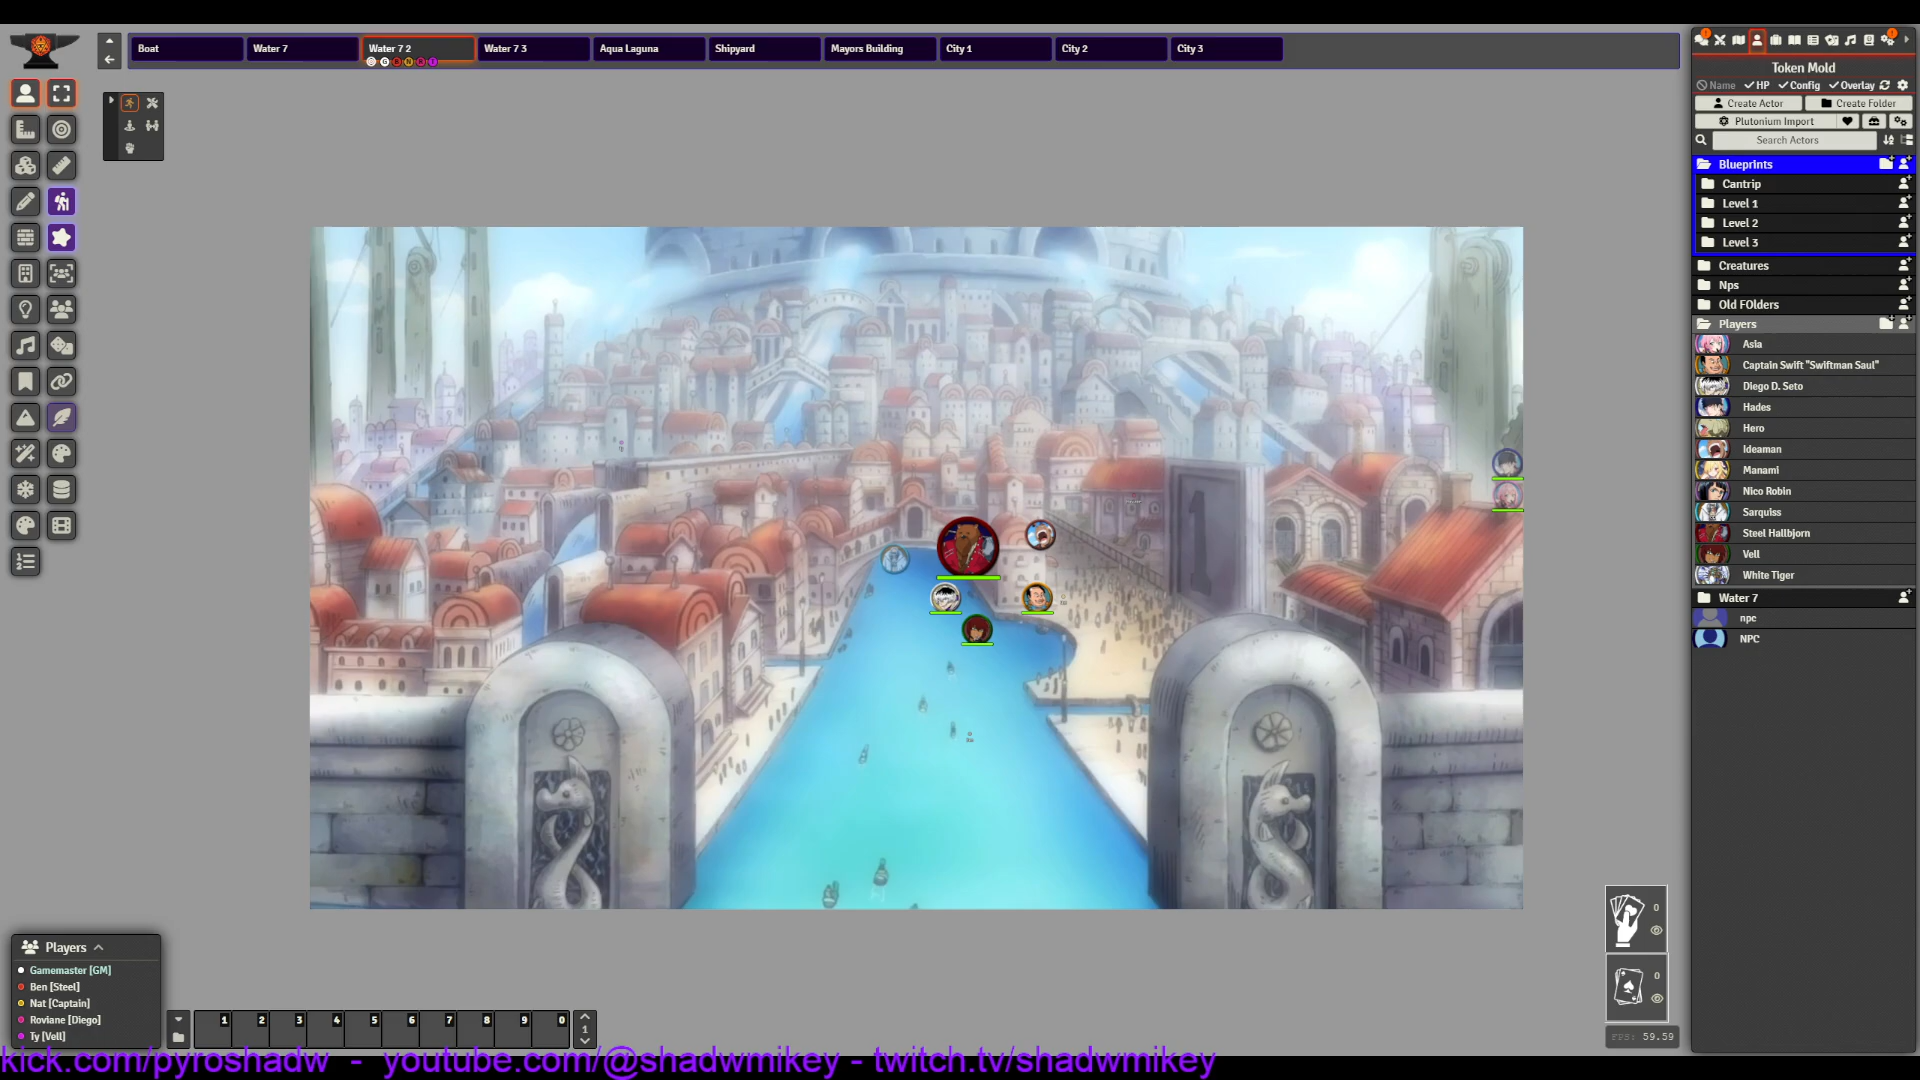 Boat
Water 7
Water 7 2
Water 7 3
Aqua Laguna
Shipyard
Mayors Building
City 1
City 2
City 3
Token Mold
Name HP Config Overlay
Create Actor Create Folder
Plutonium Import
Search Actors
Blueprints
Cantrip
Level 1
Level 2
Level 3
Creatures
Nps
Old FOlders
Players
Asla
Captain Swift "Swiftman Saul"
Diego D. Seto
Hades
Hero
Ideaman
Manami
Nico Robin
Sarquiss
Steel Hallbjorn
Vell
White Tiger
Water 7
npc
NPC
1
Players
Gamemaster [GM]
Ben [Steel]
Nat [Captain]
Roviane [Diego]
Ty [Vell]
1 2 3 4 5 6 7 8 9 0
1
0
0
FPS: 59.59
kick.com/pyroshadw - youtube.com/@shadwmikey - twitch.tv/shadwmikey